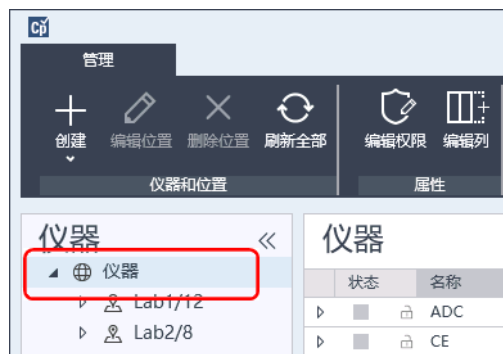 Cp
管理
创建 编辑位置 删除位置 刷新全部 编辑权限 编辑列
仪器和位置 属性
仪器 仪器
仪器
状态 名称
Lab1/12
ADC
Lab2/8
CE